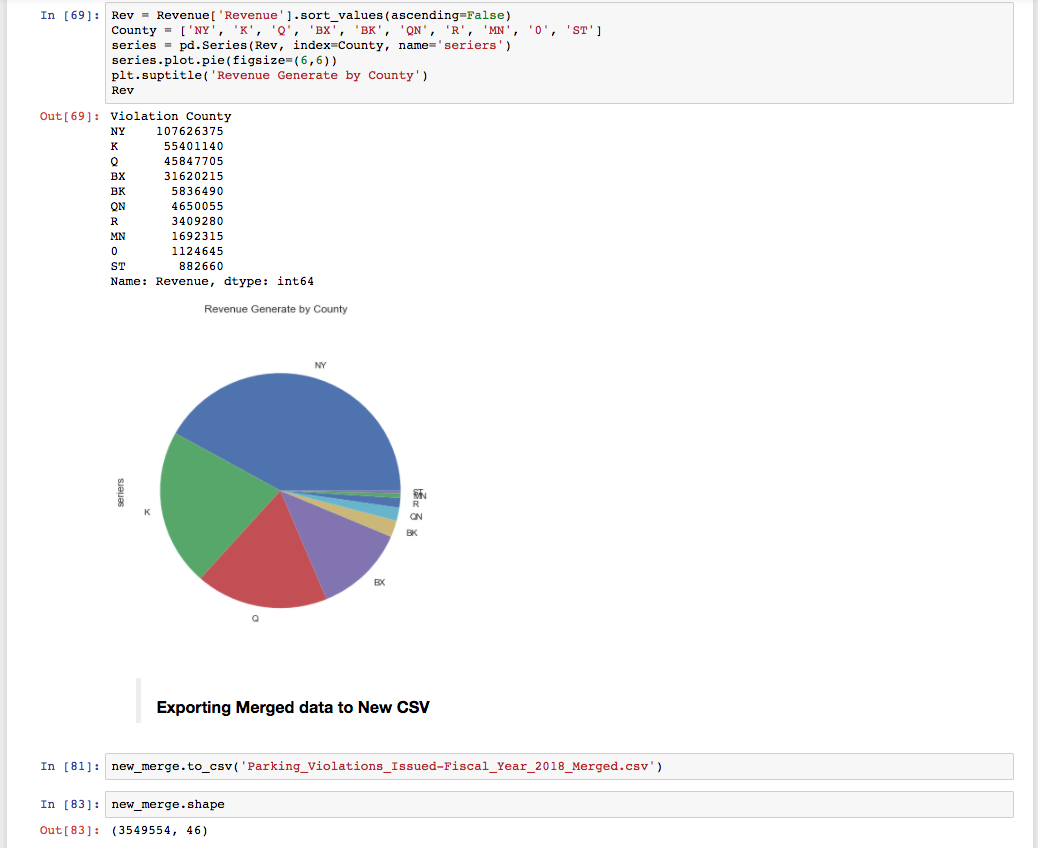 In [69]: Rev = Revenue['Revenue'].sort_values(ascending=False)
County = ['NY', 'K', 'Q', 'BX', 'BK', 'QN', 'R', 'MN', '0', 'ST']
series = pd.Series(Rev, index=County, name='seriers')
series.plot.pie(figsize=(6,6))
plt.suptitle('Revenue Generate by County')
Rev
Out[69]: Violation County
NY 107626375
K 55401140
Q 45847705
BX 31620215
BK 5836490
QN 4650055
R 3409280
MN 1692315
0 1124645
ST 882660
Name: Revenue, dtype: int64
Revenue Generate by County
NY
seriers
K
ST
MN
R
QN
BK
BX
Q
Exporting Merged data to New CSV
In [81]: new_merge.to_csv('Parking_Violations_Issued-Fiscal_Year_2018_Merged.csv')
In [83]: new_merge.shape
Out[83]: (3549554, 46)